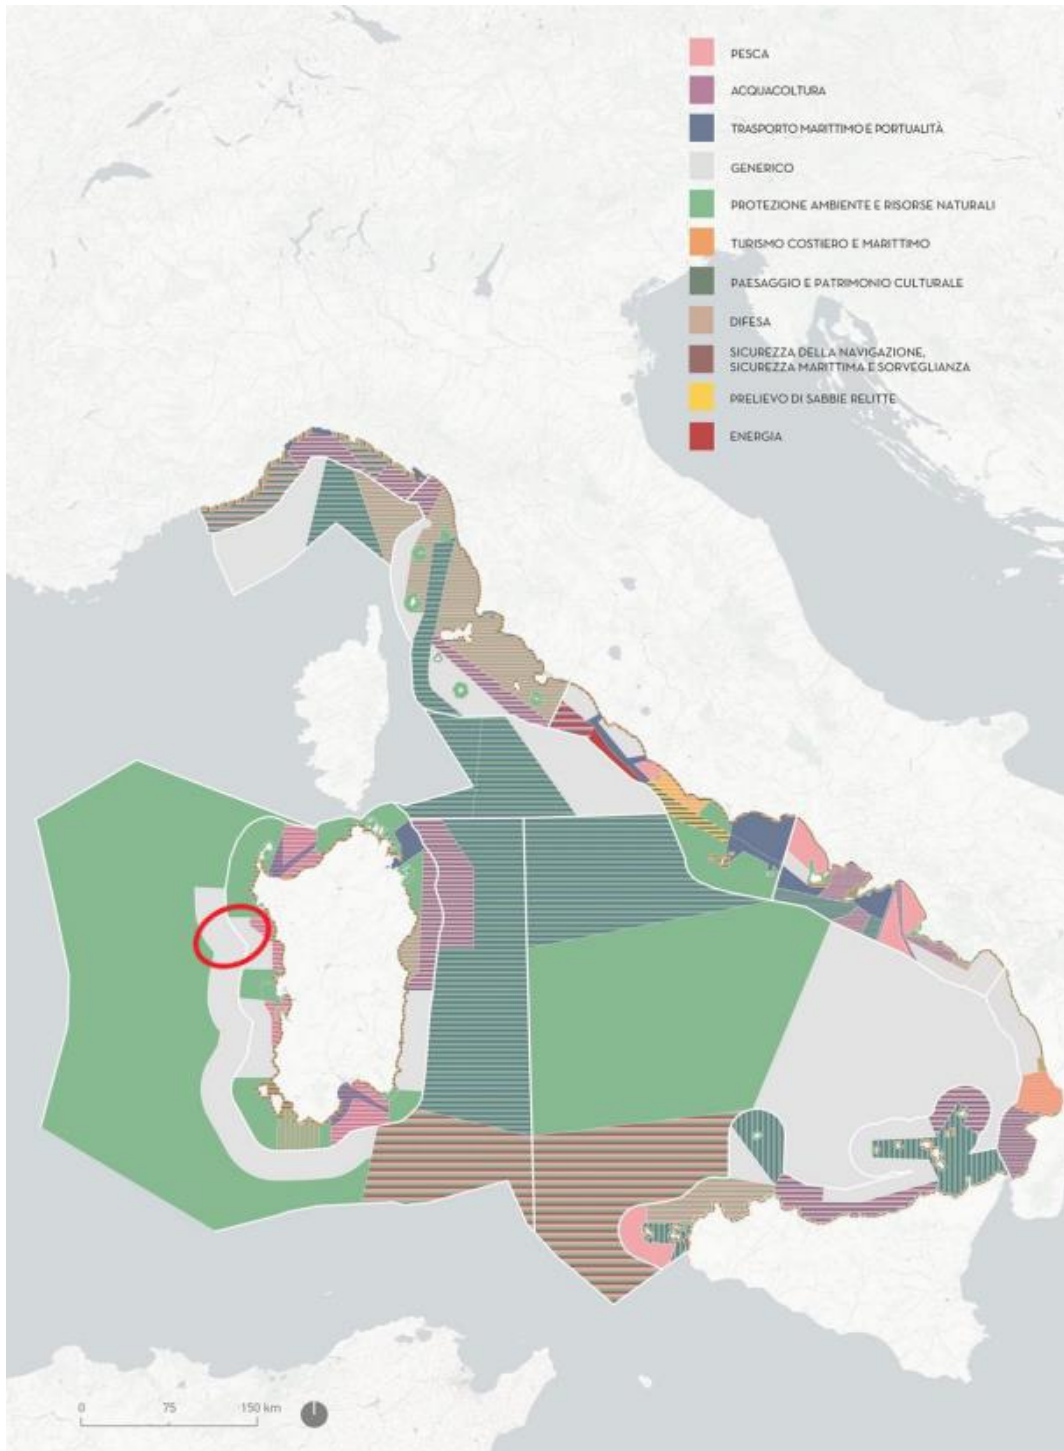 PESCA
ACQUACOLTURA
TRASPORTO MARITTIMO E PORTUALITÀ
GENERICO
PROTEZIONE AMBIENTE E RISORSE NATURALI
TURISMO COSTIERO E MARITTIMO
PAESAGGIO E PATRIMONIO CULTURALE
DIFESA
SICUREZZA DELLA NAVIGAZIONE,
SICUREZZA MARITTIMA E SORVEGLIANZA
PRELIEVO DI SABBIE RELITTE
ENERGIA
0 75 150 km